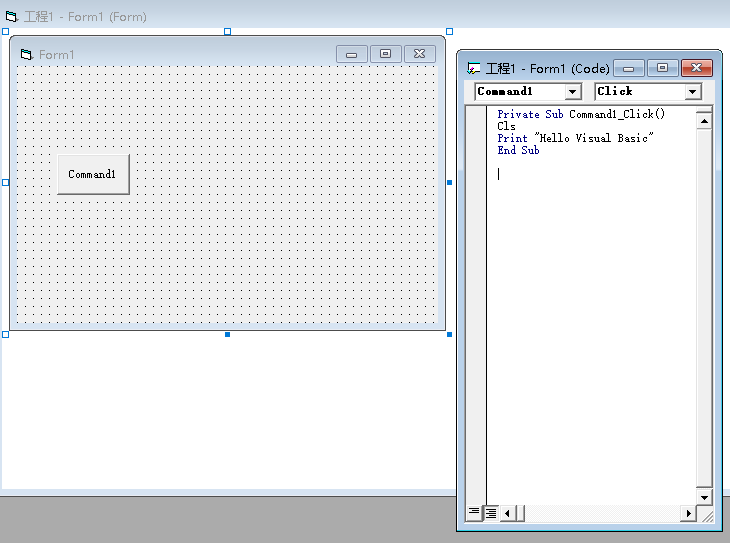 工程1 - Form1 (Form)
Form1
Command1
工程1 - Form1 (Code)
Command1
Click
Private Sub Command1_Click()
Cls
Print "Hello Visual Basic"
End Sub